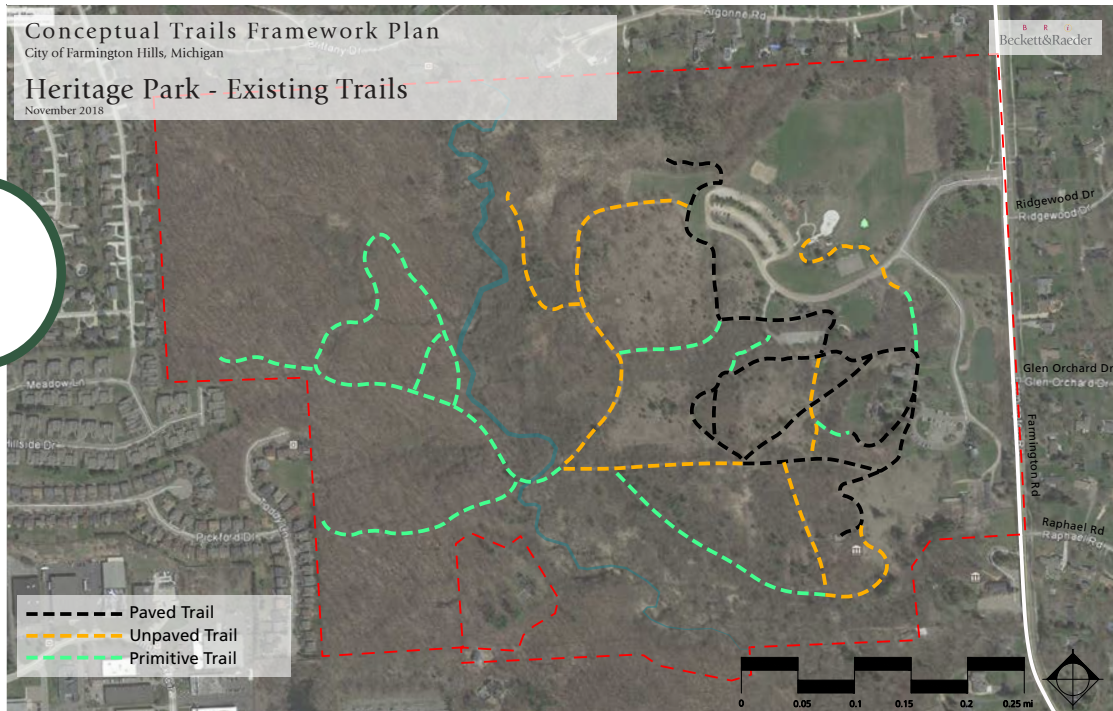 Conceptual Trails Framework Plan
City of Farmington Hills, Michigan
Heritage Park - Existing Trails
November 2018
B R i
Beckett&Raeder
Argonne Rd
Ridgewood Dr
Ridgewood Dr
Glen Orchard Dr
Glen Orchard Dr
Farmington Rd
Raphael Rd
Raphael Rd
Meadow Ln
Hillside Dr
Pickford Dr
Paved Trail
Unpaved Trail
Primitive Trail
0 0.05 0.1 0.15 0.2 0.25 mi